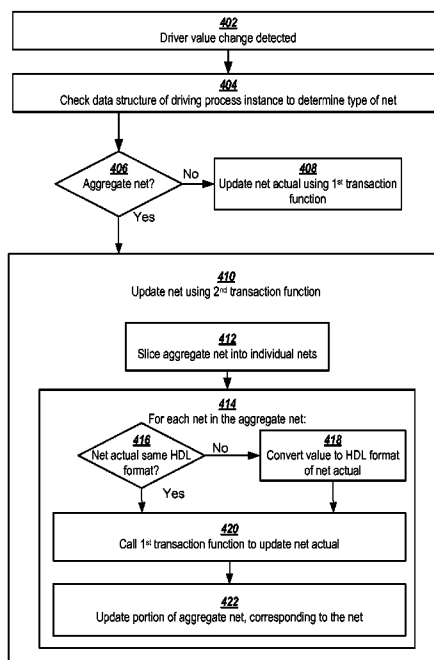 402
Driver value change detected
404
Check data structure of driving process instance to determine type of net
406
Aggregate net?
No
408
Update net actual using 1st transaction
function
Yes
410
Update net using 2nd transaction function
412
Slice aggregate net into individual nets
414
For each net in the aggregate net:
416
Net actual same HDL
format?
No
418
Convert value to HDL format
of net actual
Yes
420
Call 1st transaction function to update net actual
422
Update portion of aggregate net, corresponding to the net